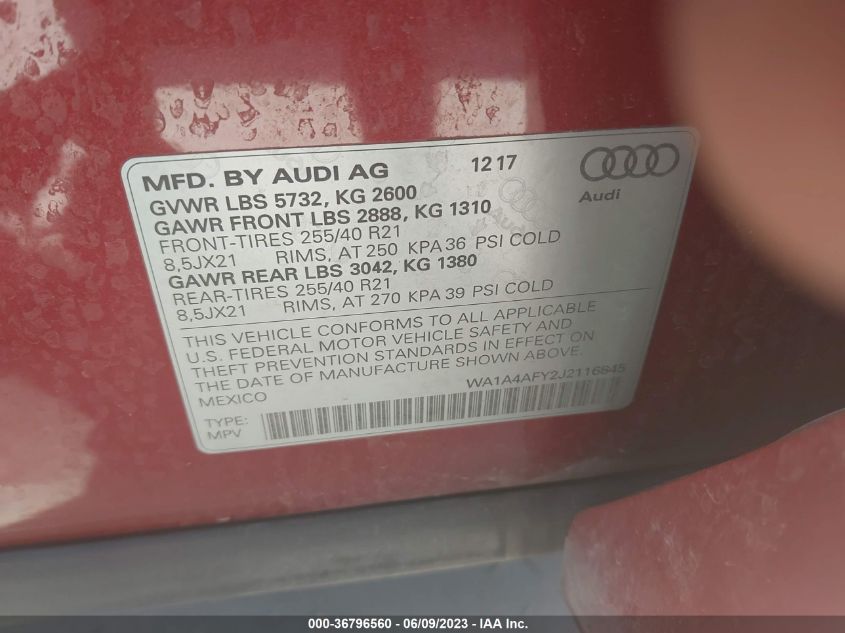 MFD. BY AUDI AG 12 17
GVWR LBS 5732, KG 2600
GAWR FRONT LBS 2888, KG 1310
FRONT-TIRES 255/40 R21
8,5JX21 RIMS, AT 250 KPA 36 PSI COLD
GAWR REAR LBS 3042, KG 1380
REAR-TIRES 255/40 R21
8,5JX21 RIMS, AT 270 KPA 39 PSI COLD
Audi
THIS VEHICLE CONFORMS TO ALL APPLICABLE
U.S. FEDERAL MOTOR VEHICLE SAFETY AND
THEFT PREVENTION STANDARDS IN EFFECT ON
THE DATE OF MANUFACTURE SHOWN ABOVE.
MEXICO WA1A4AFY2J2116845
TYPE:
MPV
000-36796560 - 06/09/2023 - IAA Inc.